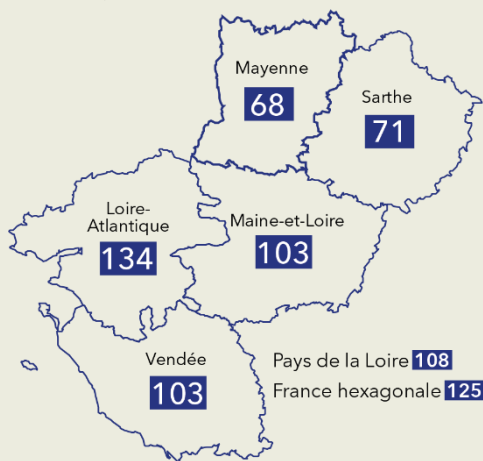 Mayenne
68
Sarthe
71
Loire-
Atlantique
134
Maine-et-Loire
103
Vendée
103
Pays de la Loire 108
France hexagonale 125